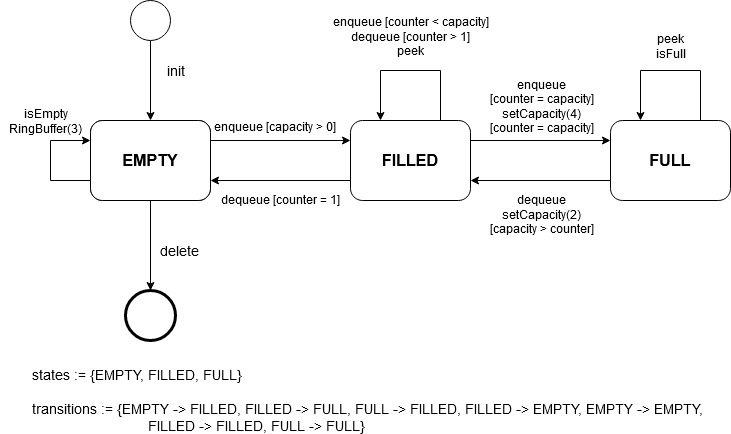 enqueue [counter < capacity]
dequeue [counter > 1]
peek
peek
isFull
init
enqueue
[counter = capacity]
setCapacity(4)
[counter = capacity]
isEmpty
RingBuffer(3)
enqueue [capacity > 0]
EMPTY
FILLED
FULL
dequeue [counter = 1]
dequeue
setCapacity(2)
[capacity > counter]
delete
states := {EMPTY, FILLED, FULL}
transitions := {EMPTY -> FILLED, FILLED -> FULL, FULL -> FILLED, FILLED -> EMPTY, EMPTY -> EMPTY,
FILLED -> FILLED, FULL -> FULL}